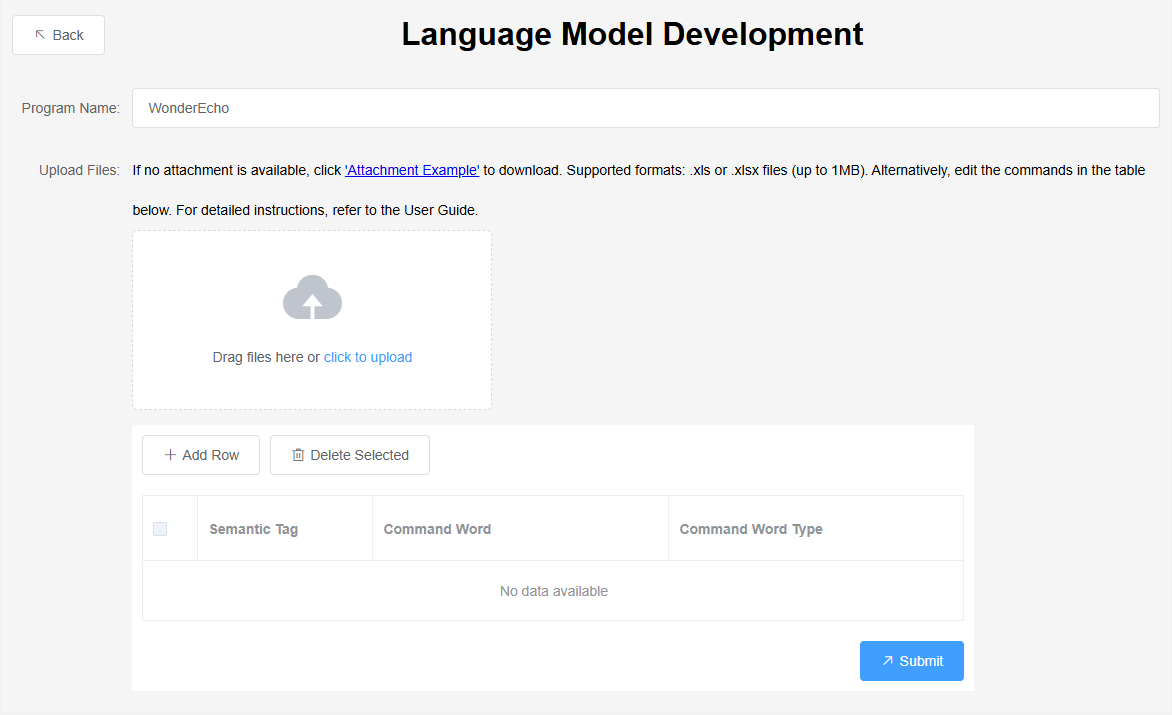 Back
Language Model Development
Program Name:
WonderEcho
Upload Files:
If no attachment is available, click 'Attachment Example' to download. Supported formats: .xls or .xlsx files (up to 1MB). Alternatively, edit the commands in the table
below. For detailed instructions, refer to the User Guide.
Drag files here or click to upload
Add Row
Delete Selected
Semantic Tag
Command Word
Command Word Type
No data available
Submit